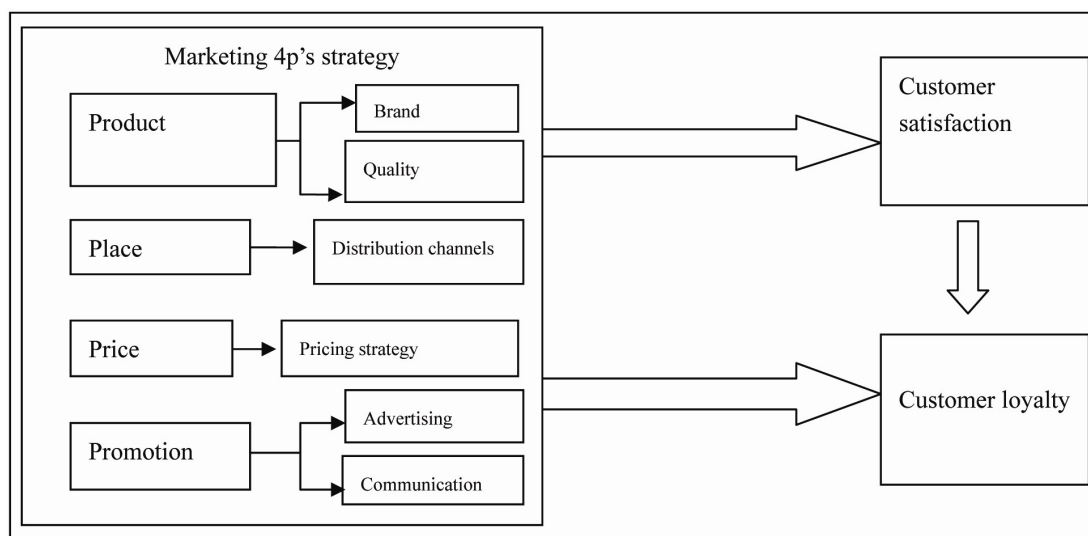 Marketing 4p’s strategy
Product
Brand
Quality
Place
Distribution channels
Price
Pricing strategy
Promotion
Advertising
Communication
Customer
satisfaction
Customer loyalty